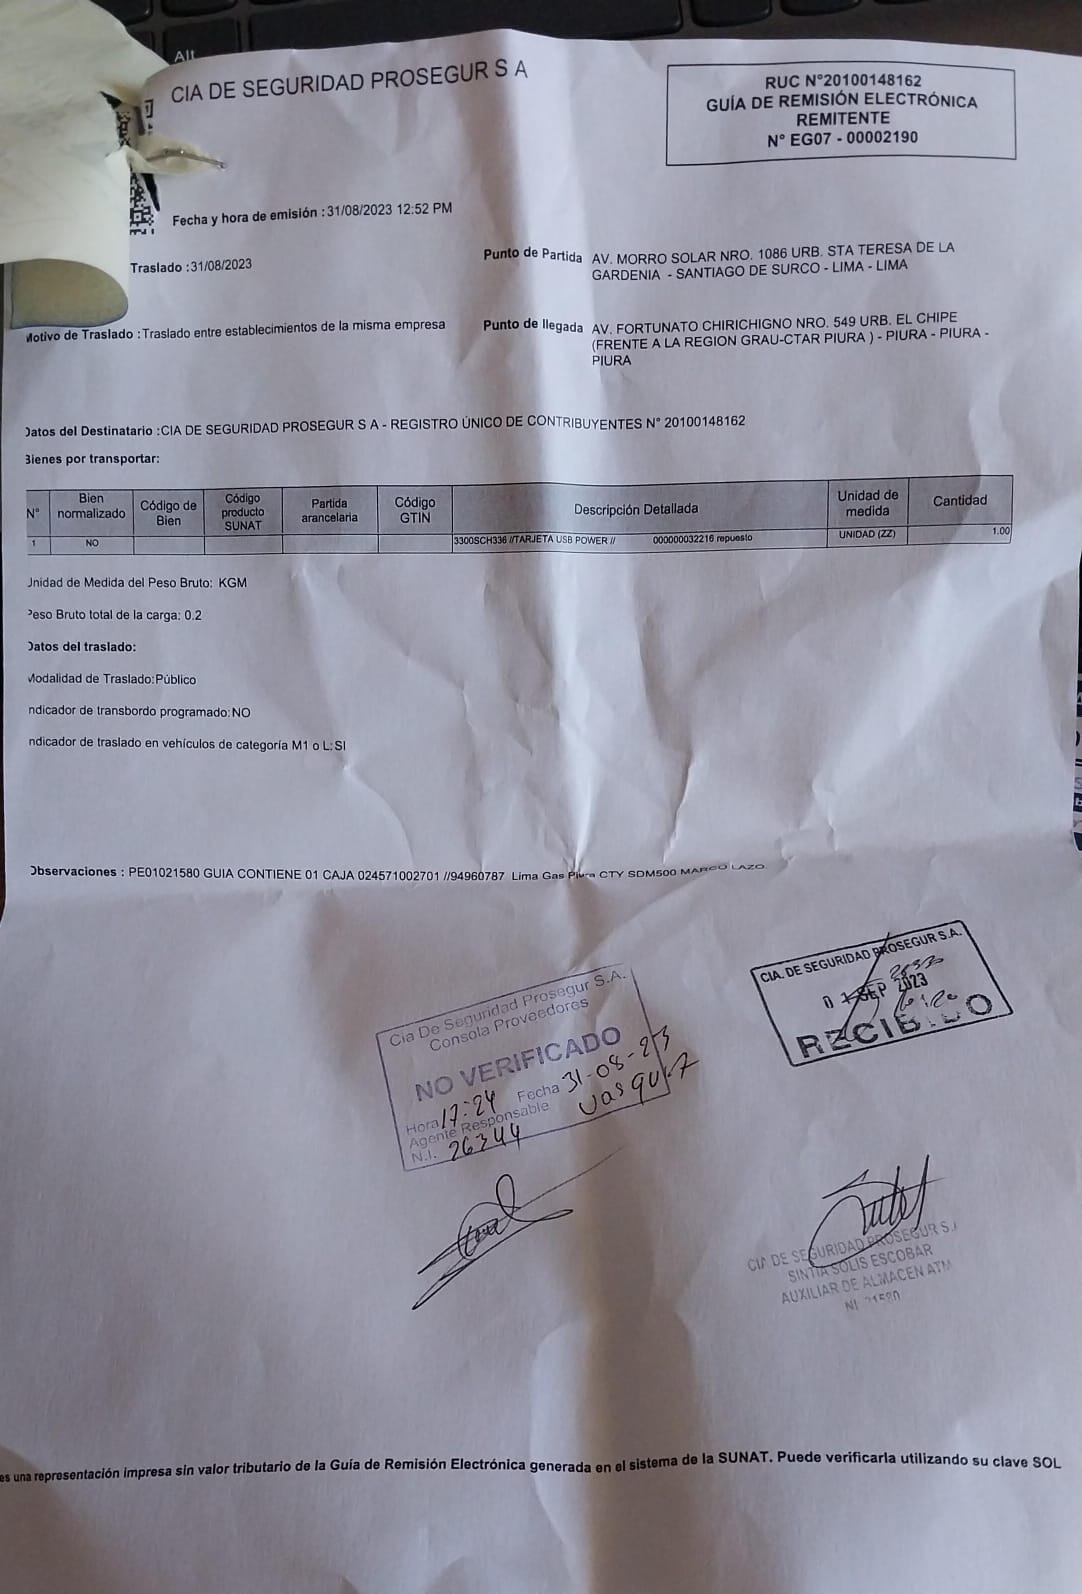 Alt
CIA DE SEGURIDAD PROSEGUR S A
RUC N°20100148162
GUÍA DE REMISIÓN ELECTRÓNICA
REMITENTE
N° EG07 - 00002190
Fecha y hora de emisión : 31/08/2023 12:52 PM
Traslado : 31/08/2023
Punto de Partida AV. MORRO SOLAR NRO. 1086 URB. STA TERESA DE LA
GARDENIA - SANTIAGO DE SURCO - LIMA - LIMA
Motivo de Traslado : Traslado entre establecimientos de la misma empresa
Punto de llegada AV. FORTUNATO CHIRICHIGNO NRO. 549 URB. EL CHIPE
(FRENTE A LA REGION GRAU-CTAR PIURA ) - PIURA - PIURA -
PIURA
Datos del Destinatario :CIA DE SEGURIDAD PROSEGUR S A - REGISTRO ÚNICO DE CONTRIBUYENTES N° 20100148162
Bienes por transportar:
N° Bien normalizado Código de Bien Código producto SUNAT Partida arancelaria Código GTIN Descripción Detallada Unidad de medida Cantidad
1 NO 3300SCH336 //TARJETA USB POWER // 000000032216 repuesto UNIDAD (ZZ) 1.00
Unidad de Medida del Peso Bruto: KGM
Peso Bruto total de la carga: 0.2
Datos del traslado:
Modalidad de Traslado:Público
ndicador de transbordo programado:NO
ndicador de traslado en vehículos de categoría M1 o L:SI
Observaciones : PE01021580 GUIA CONTIENE 01 CAJA 024571002701 //94960787 Lima Gas Piura CTY SDM500 MARCO LAZO
CIA. DE SEGURIDAD PROSEGUR S.A.
0 1 SEP 2023
RECIBIDO
Cia De Seguridad Prosegur S.A.
Consola Proveedores
NO VERIFICADO
Hora 17:24 Fecha 31-08-23
Agente Responsable Vasquez
N.I. 26344
CIA DE SEGURIDAD PROSEGUR S.A
SINTIA SOLIS ESCOBAR
AUXILIAR DE ALMACEN ATM
NI
es una representación impresa sin valor tributario de la Guía de Remisión Electrónica generada en el sistema de la SUNAT. Puede verificarla utilizando su clave SOL